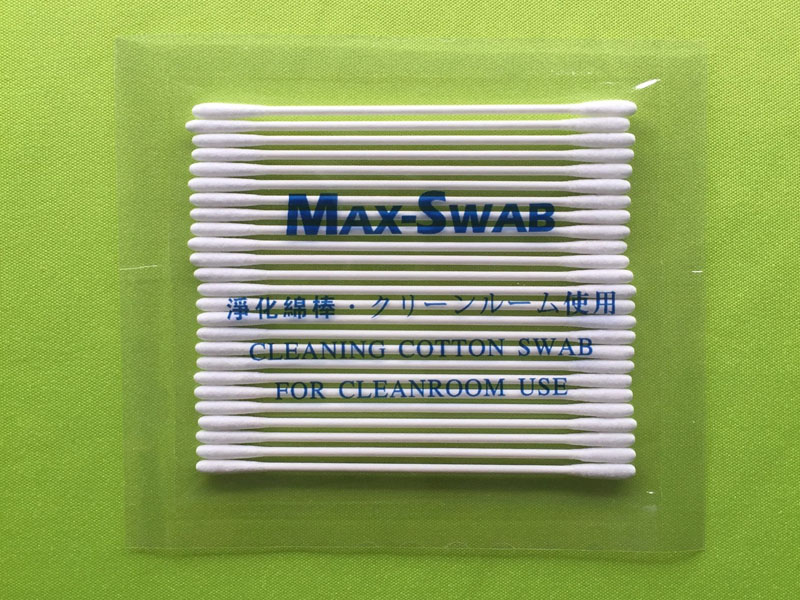 MAX-SWAB
淨化綿棒・クリーンルーム使用
CLEANING COTTON SWAB
FOR CLEANROOM USE